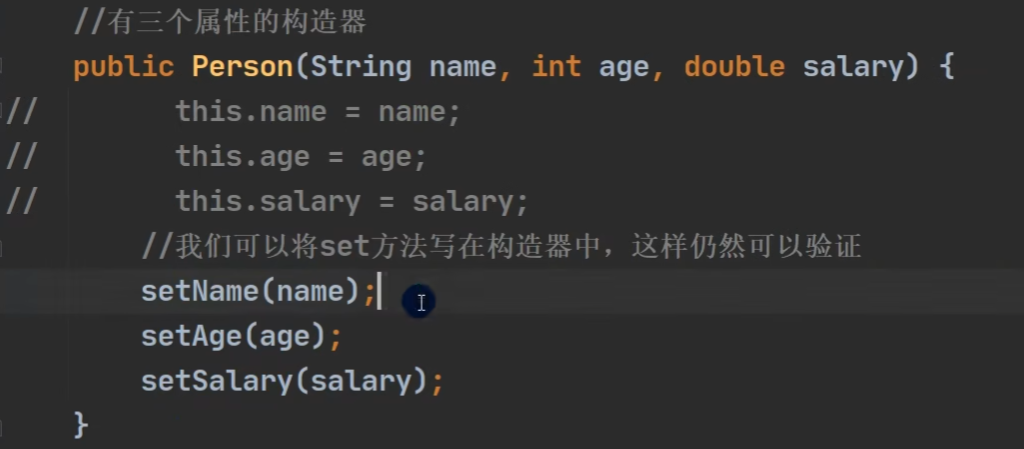 //有三个属性的构造器
public Person(String name, int age, double salary) {
//        this.name = name;
//        this.age = age;
//        this.salary = salary;
//我们可以将set方法写在构造器中，这样仍然可以验证
setName(name);
setAge(age);
setSalary(salary);
}